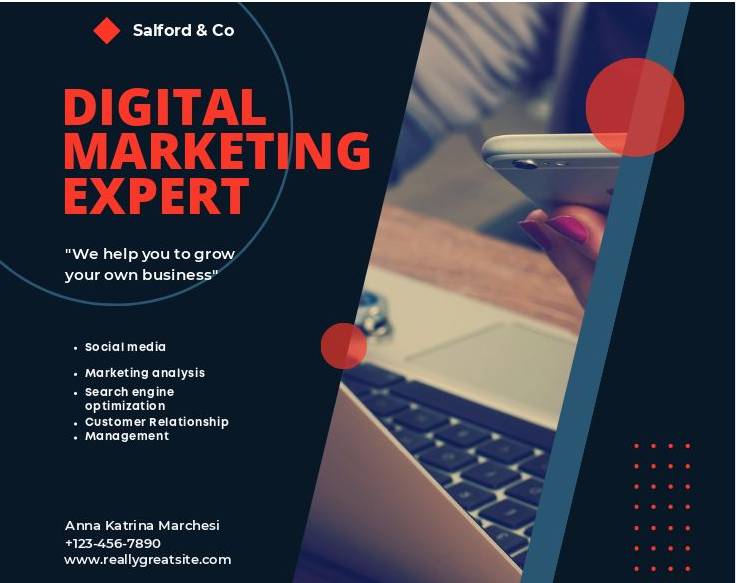 Salford & Co
DIGITAL
MARKETING
EXPERT
"We help you to grow
your own business"
• Social media
• Marketing analysis
• Search engine
optimization
• Customer Relationship
• Management
Anna Katrina Marchesi
+123-456-7890
www.reallygreatsite.com